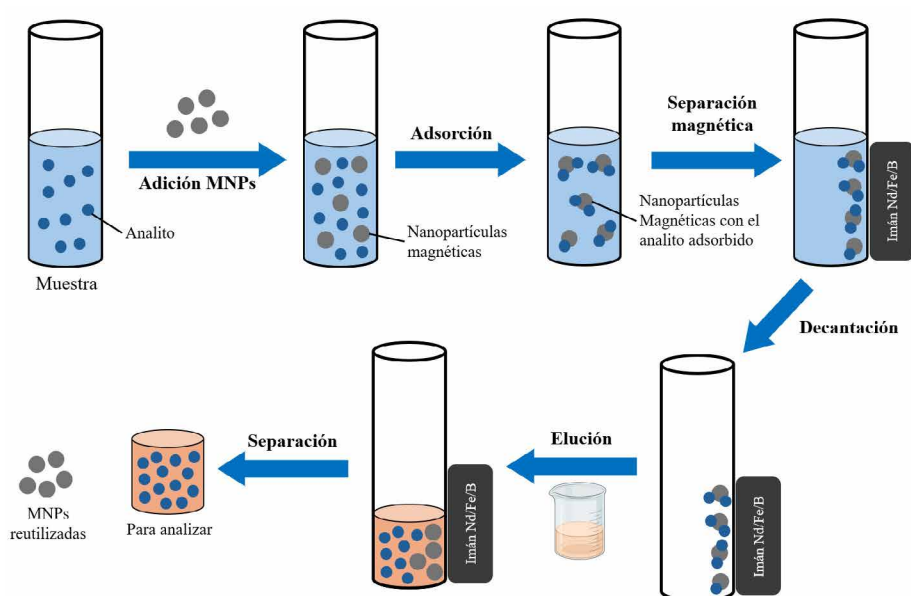 Adición MNPs
Analito
Muestra
Adsorción
Nanopartículas
magnéticas
Separación
magnética
Nanopartículas
Magnéticas con el
analito adsorbido
Imán Nd/Fe/B
Decantación
Imán Nd/Fe/B
Elución
Imán Nd/Fe/B
Separación
Para analizar
MNPs
reutilizadas